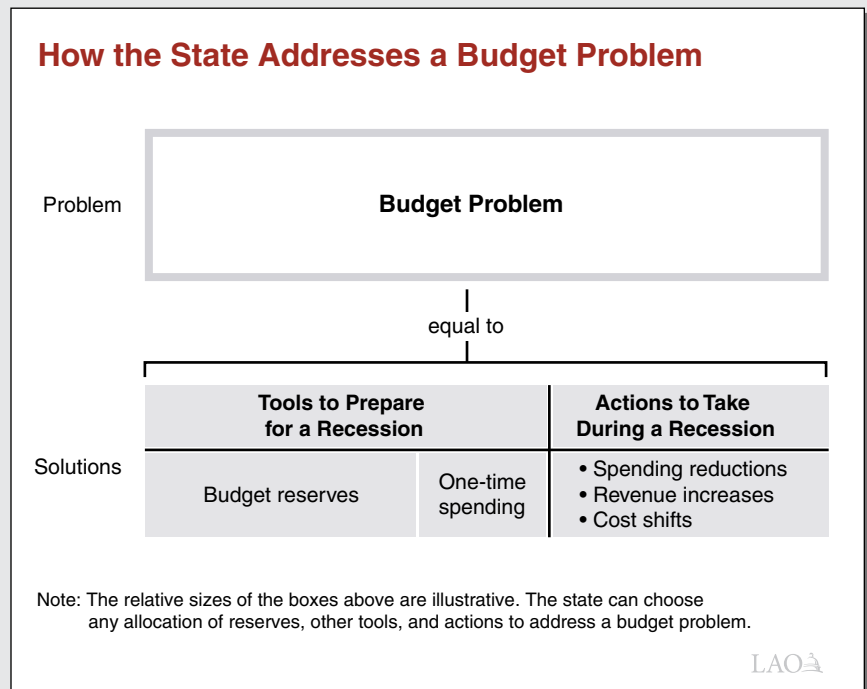 How the State Addresses a Budget Problem
Problem
Budget Problem
equal to
Solutions
Tools to Prepare
for a Recession
Budget reserves
One-time
spending
Actions to Take
During a Recession
• Spending reductions
• Revenue increases
• Cost shifts
Note: The relative sizes of the boxes above are illustrative. The state can choose
any allocation of reserves, other tools, and actions to address a budget problem.
LAO